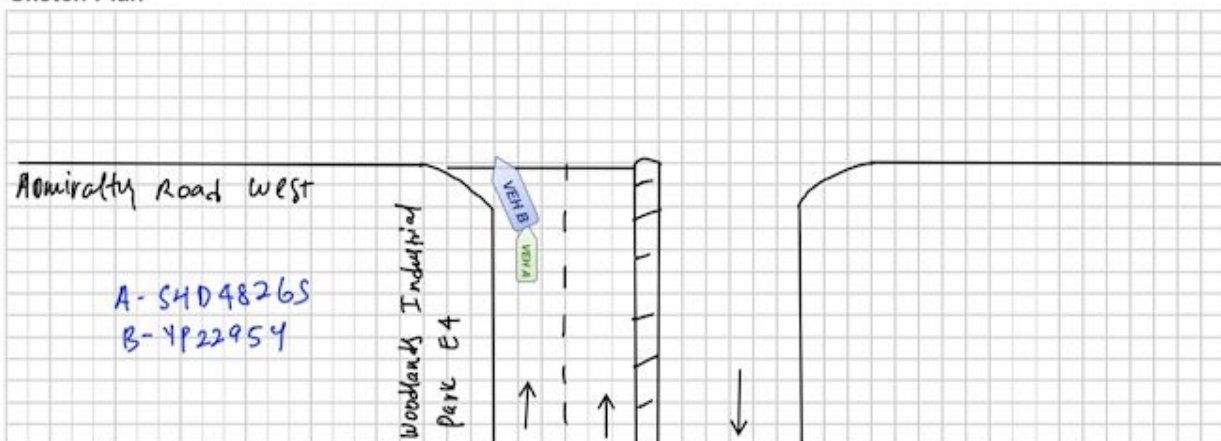 Admiralty Road West
VEH B
VEH A
A- SHD4826S
B- YP2295Y
Woodlands Industrial
Park E4